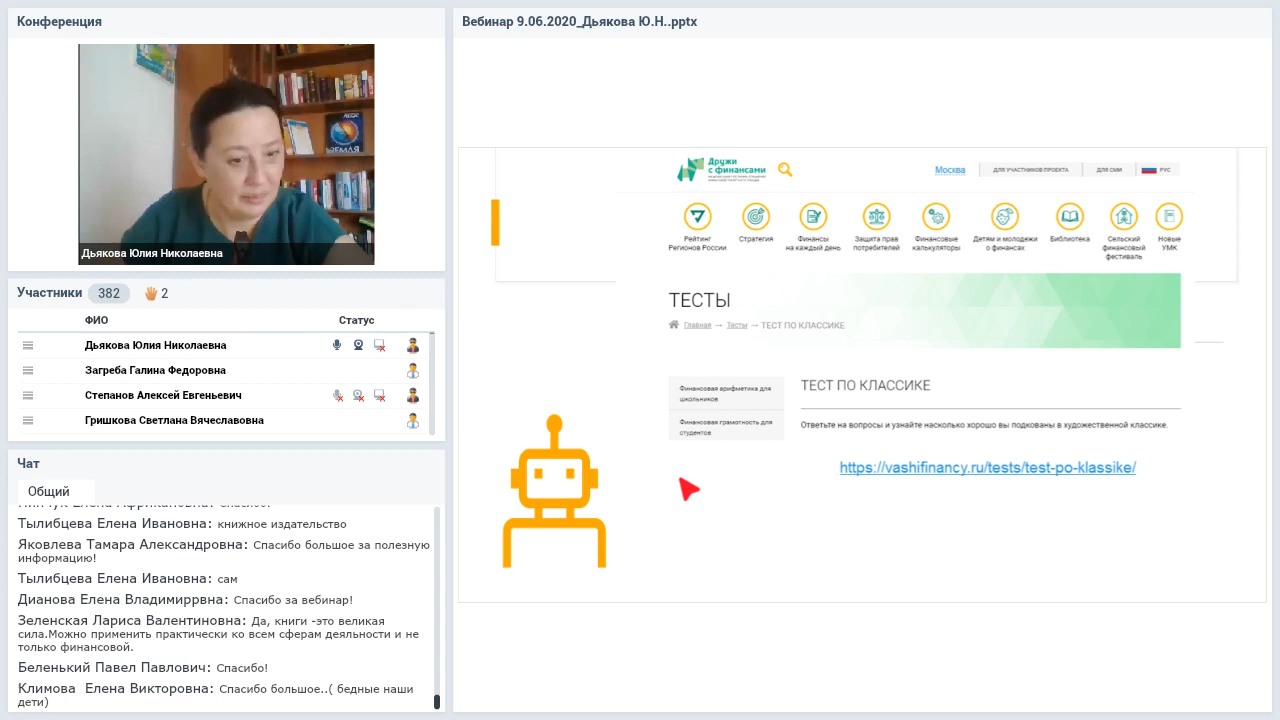 Конференция
Дьякова Юлия Николаевна
Участники 382 2
ФИО Статус
Дьякова Юлия Николаевна
Загреба Галина Федоровна
Степанов Алексей Евгеньевич
Гришкова Светлана Вячеславовна
Чат
Общий
Тылибцева Елена Ивановна: книжное издательство
Яковлева Тамара Александровна: Спасибо большое за полезную
информацию!
Тылибцева Елена Ивановна: сам
Дианова Елена Владимиррвна: Спасибо за вебинар!
Зеленская Лариса Валентиновна: Да, книги -это великая
сила.Можно применить практически ко всем сферам деяльности и не
только финансовой.
Беленький Павел Павлович: Спасибо!
Климова Елена Викторовна: Спасибо большое..( бедные наши
дети)
Вебинар 9.06.2020_Дьякова Ю.Н..pptx
Дружи
с финансами
Москва ДЛЯ УЧАСТНИКОВ ПРОЕКТА ДЛЯ СМИ РУС
Рейтинг
Регионов России
Стратегия
Финансы
на каждый день
Защита прав
потребителей
Финансовые
калькуляторы
Детям и молодежи
о финансах
Библиотека
Сельский
финансовый
фестиваль
Новые
УМК
ТЕСТЫ
Главная → Тесты → ТЕСТ ПО КЛАССИКЕ
Финансовая арифметика для
школьников
Финансовая грамотность для
студентов
ТЕСТ ПО КЛАССИКЕ
Ответьте на вопросы и узнайте насколько хорошо вы подкованы в художественной классике.
https://vashifinancy.ru/tests/test-po-klassike/